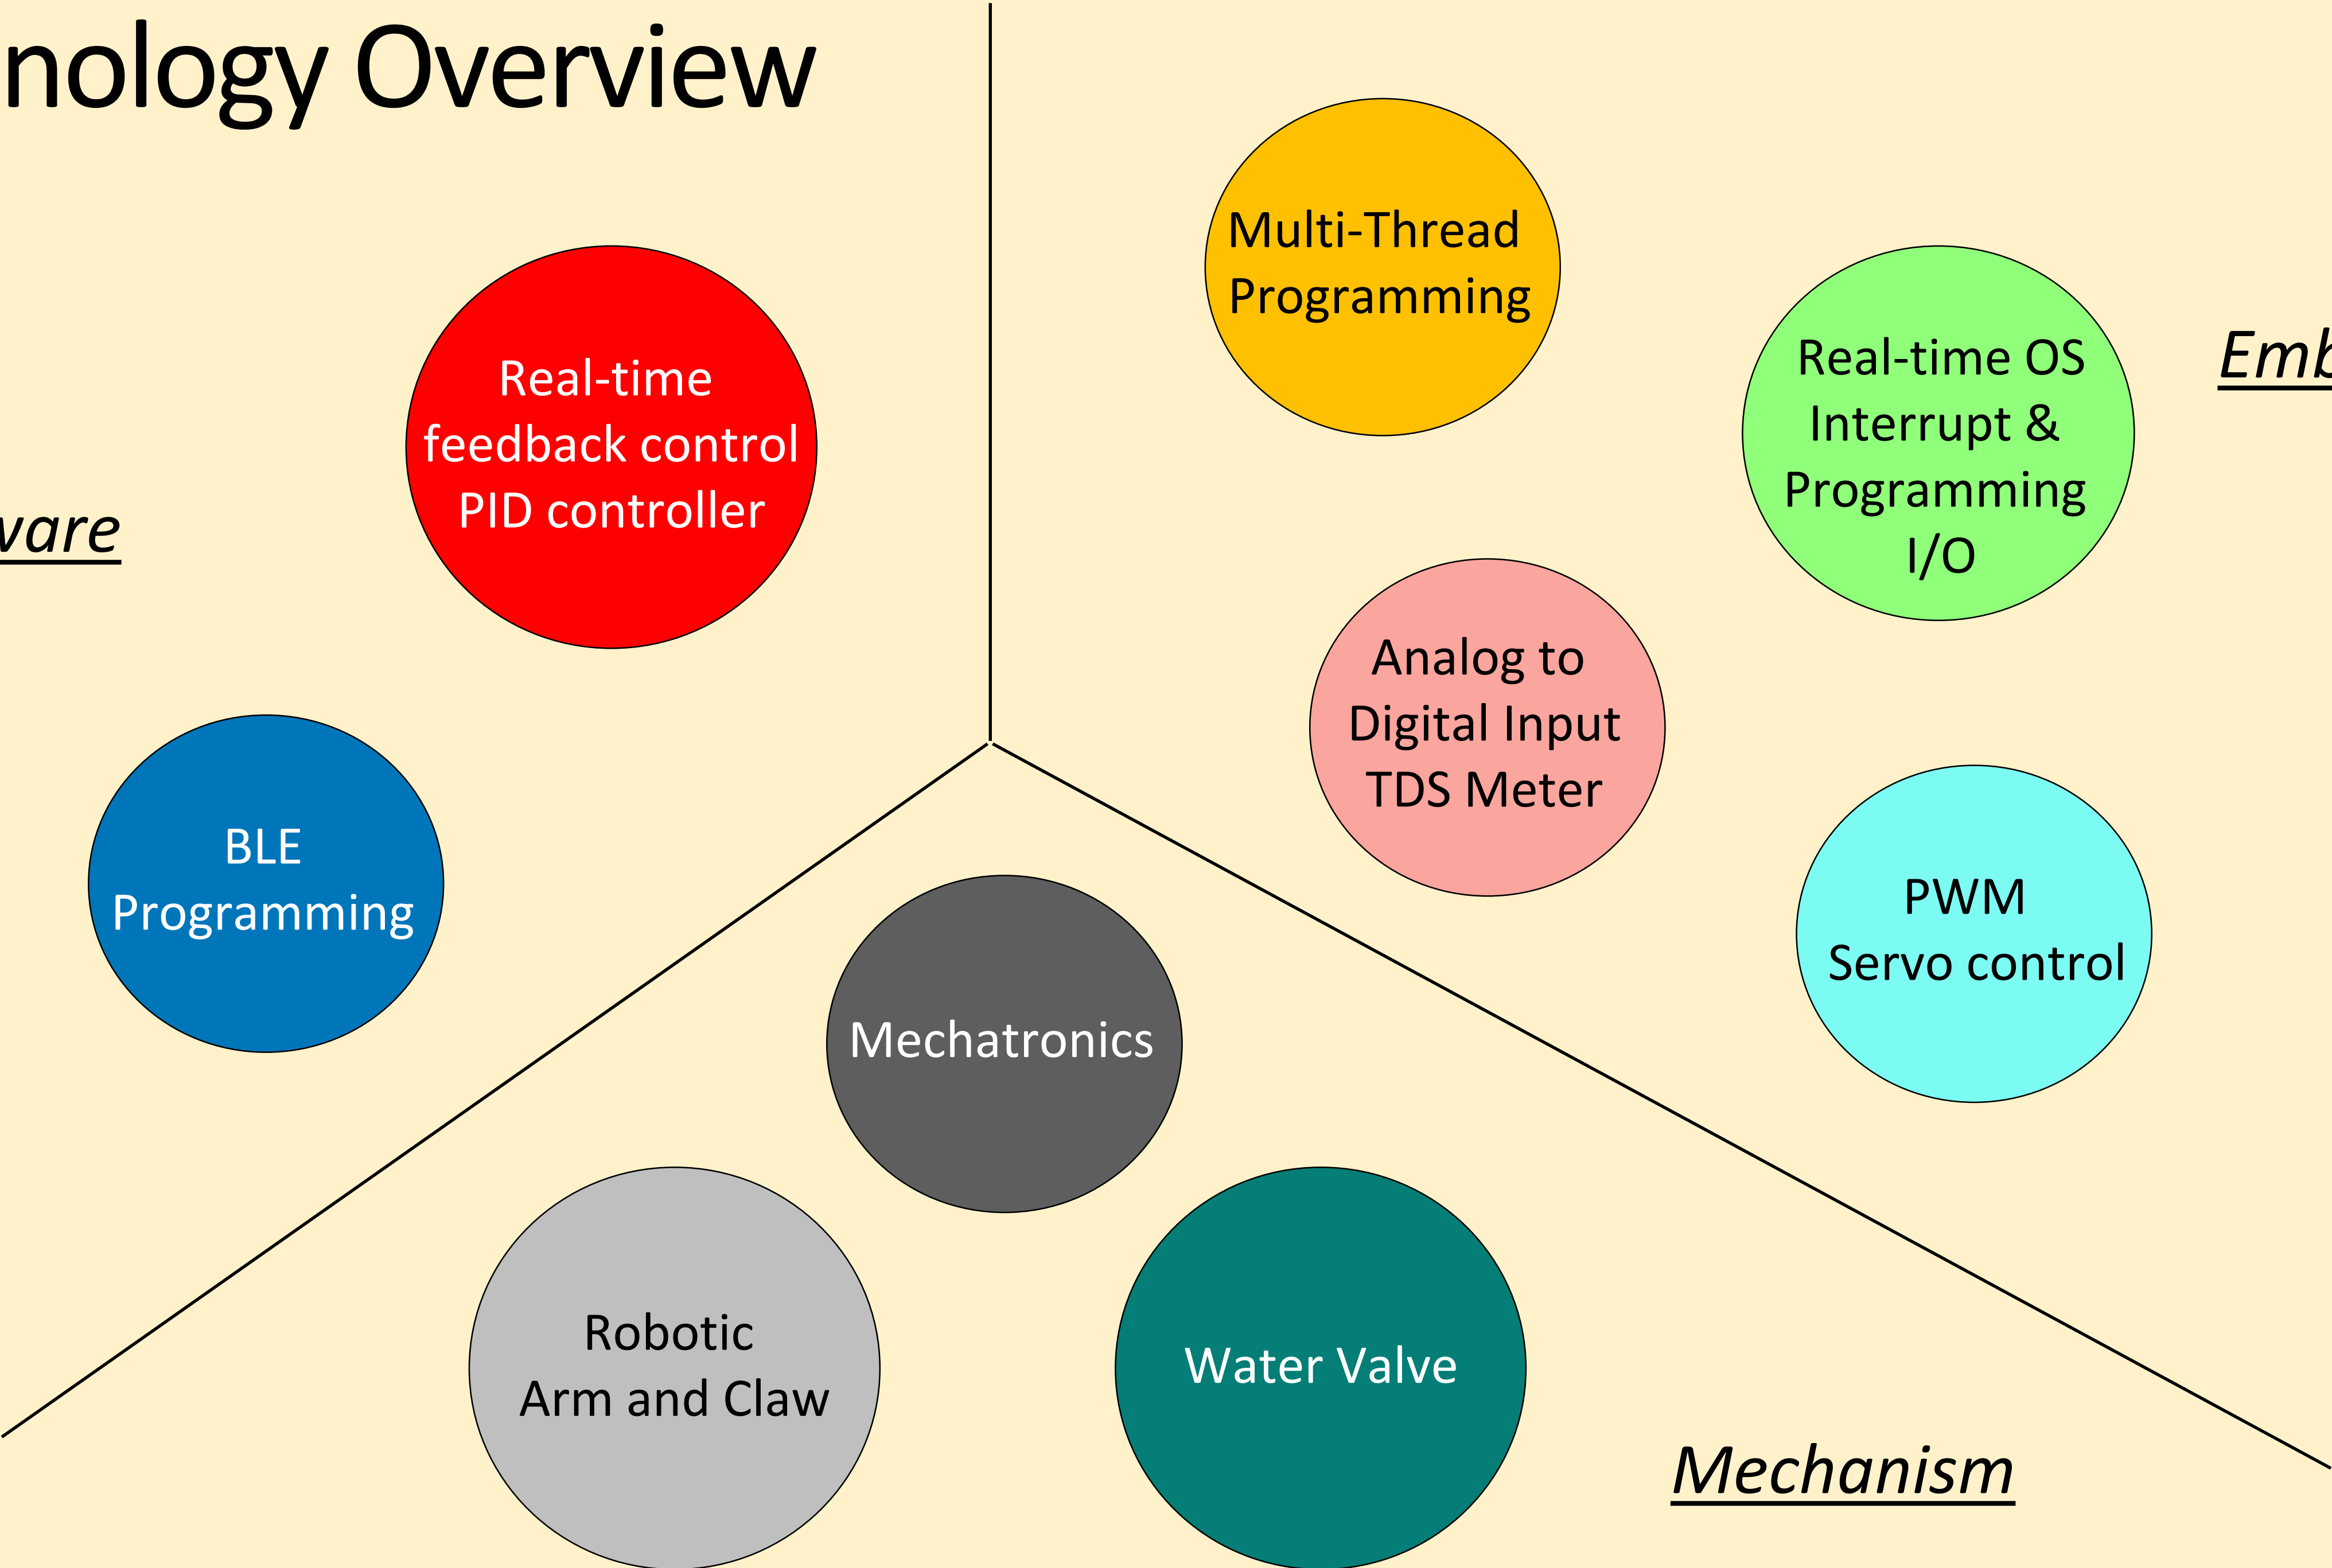 nology Overview
ware
Real-time
feedback control
PID controller
BLE
Programming
Multi-Thread
Programming
Real-time OS
Interrupt &
Programming
I/O
Emb
Analog to
Digital Input
TDS Meter
PWM
Servo control
Mechatronics
Robotic
Arm and Claw
Water Valve
Mechanism